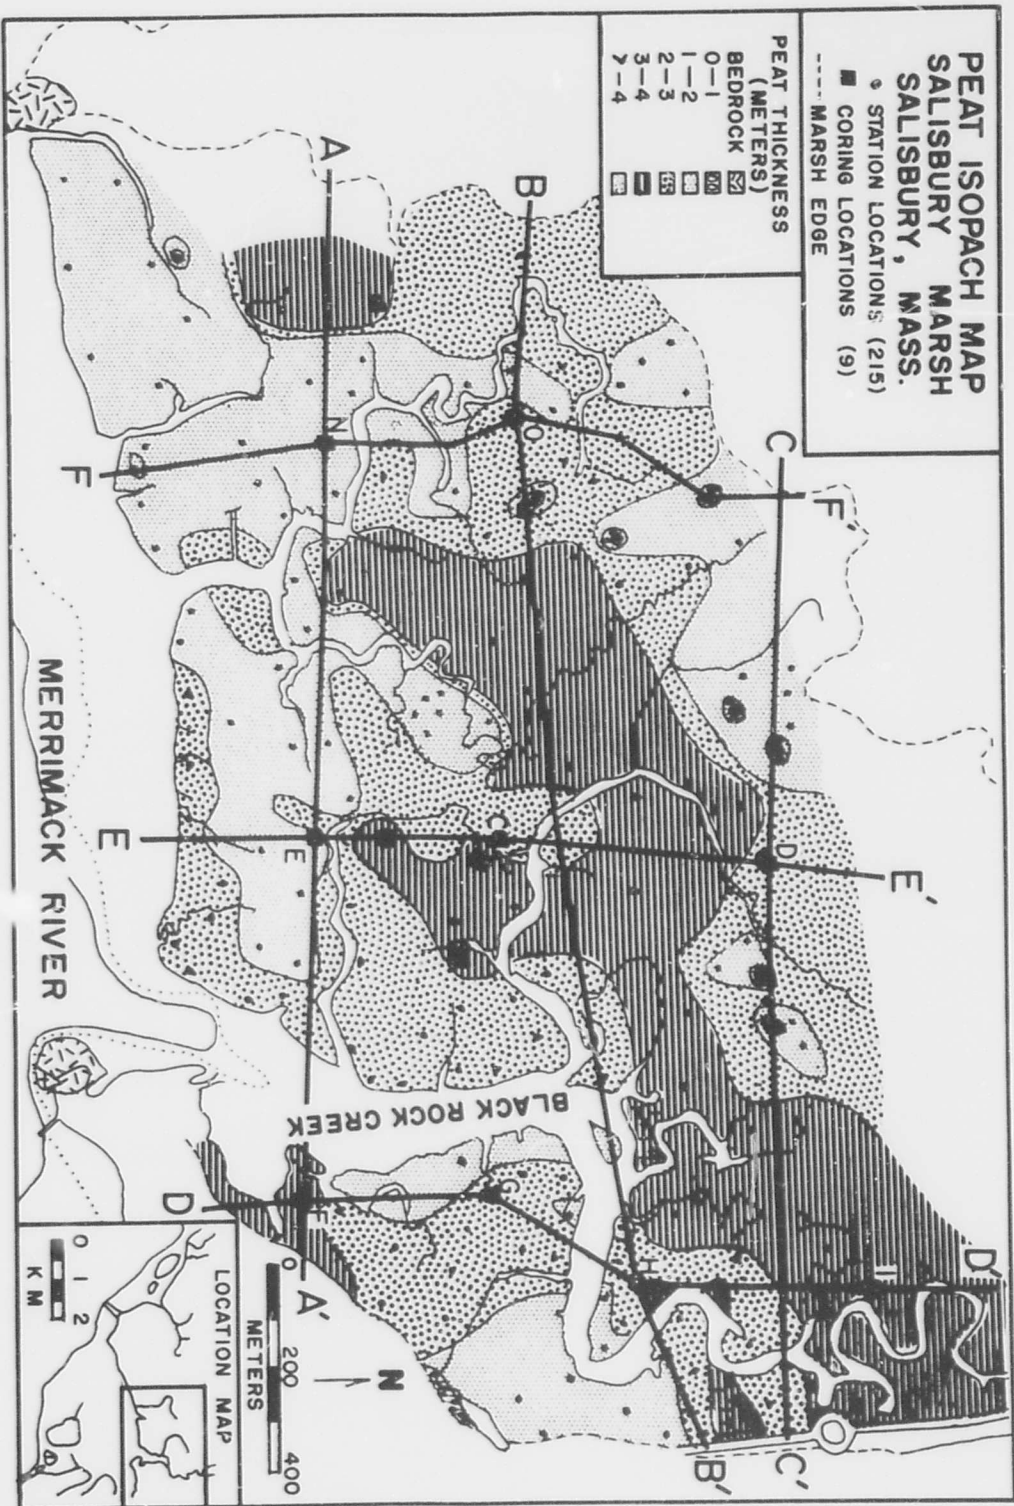 PEAT ISOPACH MAP
SALISBURY MARSH
SALISBURY, MASS.
STATION LOCATIONS (215)
CORING LOCATIONS (9)
MARSH EDGE
PEAT THICKNESS
(METERS)
BEDROCK
0—1
1—2
2—3
3—4
>—4
A
B
C
D'
F'
E'
C'
B'
A'
F
E
D
N
O
C
D
E
F
G
H
I
MERRIMACK RIVER
BLACK ROCK CREEK
0 200 400
METERS
N
LOCATION MAP
0 1 2
K M